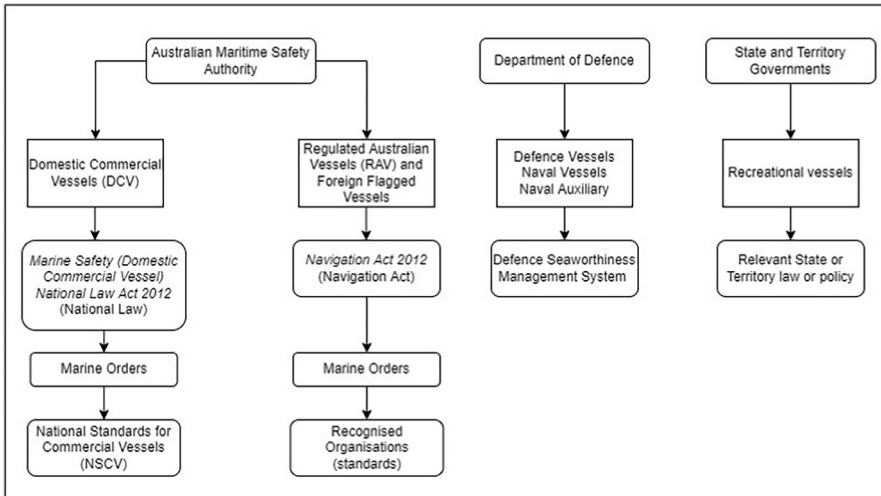 Australian Maritime Safety
Authority
Department of Defence
State and Territory
Governments
Domestic Commercial
Vessels (DCV)
Regulated Australian
Vessels (RAV) and
Foreign Flagged
Vessels
Defence Vessels
Naval Vessels
Naval Auxiliary
Recreational vessels
Marine Safety (Domestic
Commercial Vessel)
National Law Act 2012
(National Law)
Navigation Act 2012
(Navigation Act)
Defence Seaworthiness
Management System
Relevant State or
Territory law or policy
Marine Orders
Marine Orders
National Standards for
Commercial Vessels
(NSCV)
Recognised
Organisations
(standards)